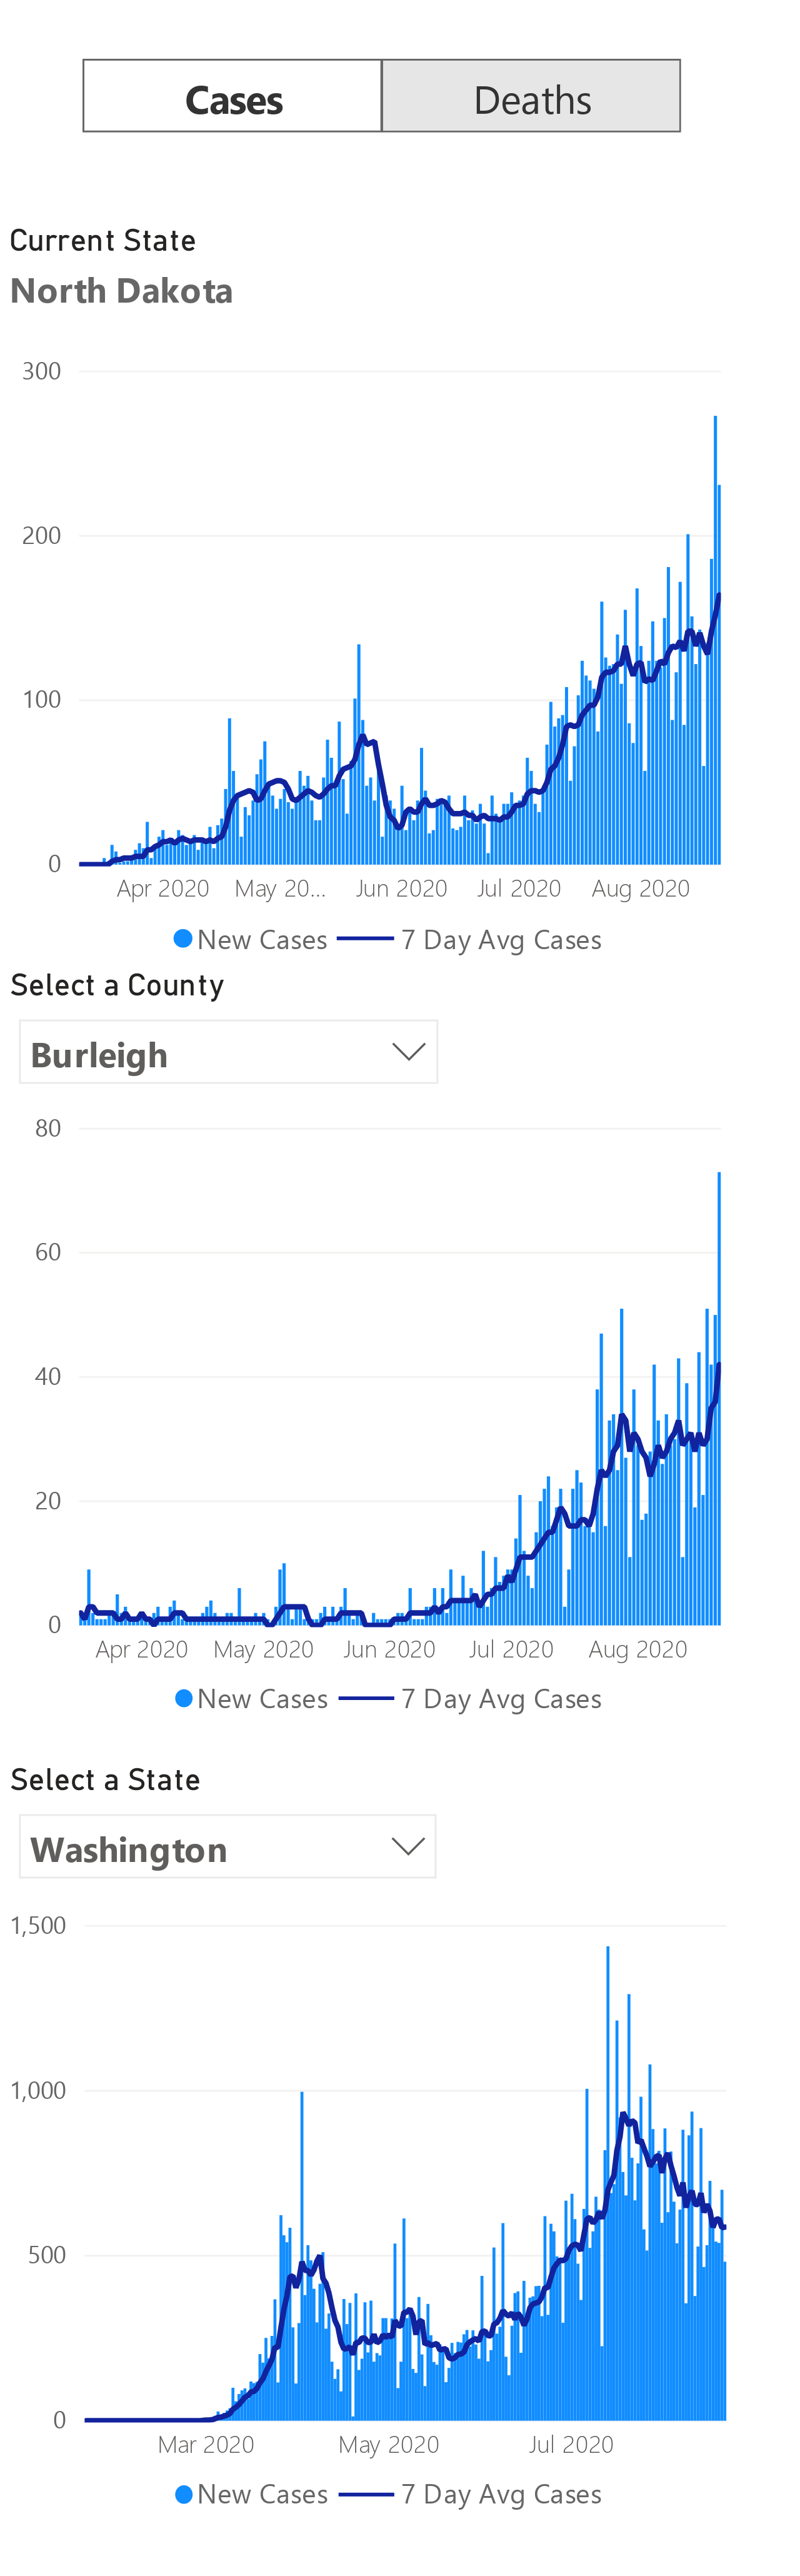 Cases Deaths
Current State
North Dakota
300
200
100
0
Apr 2020 May 20... Jun 2020 Jul 2020 Aug 2020
New Cases 7 Day Avg Cases
Select a County
Burleigh
80
60
40
20
0
Apr 2020 May 2020 Jun 2020 Jul 2020 Aug 2020
New Cases 7 Day Avg Cases
Select a State
Washington
1,500
1,000
500
0
Mar 2020 May 2020 Jul 2020
New Cases 7 Day Avg Cases